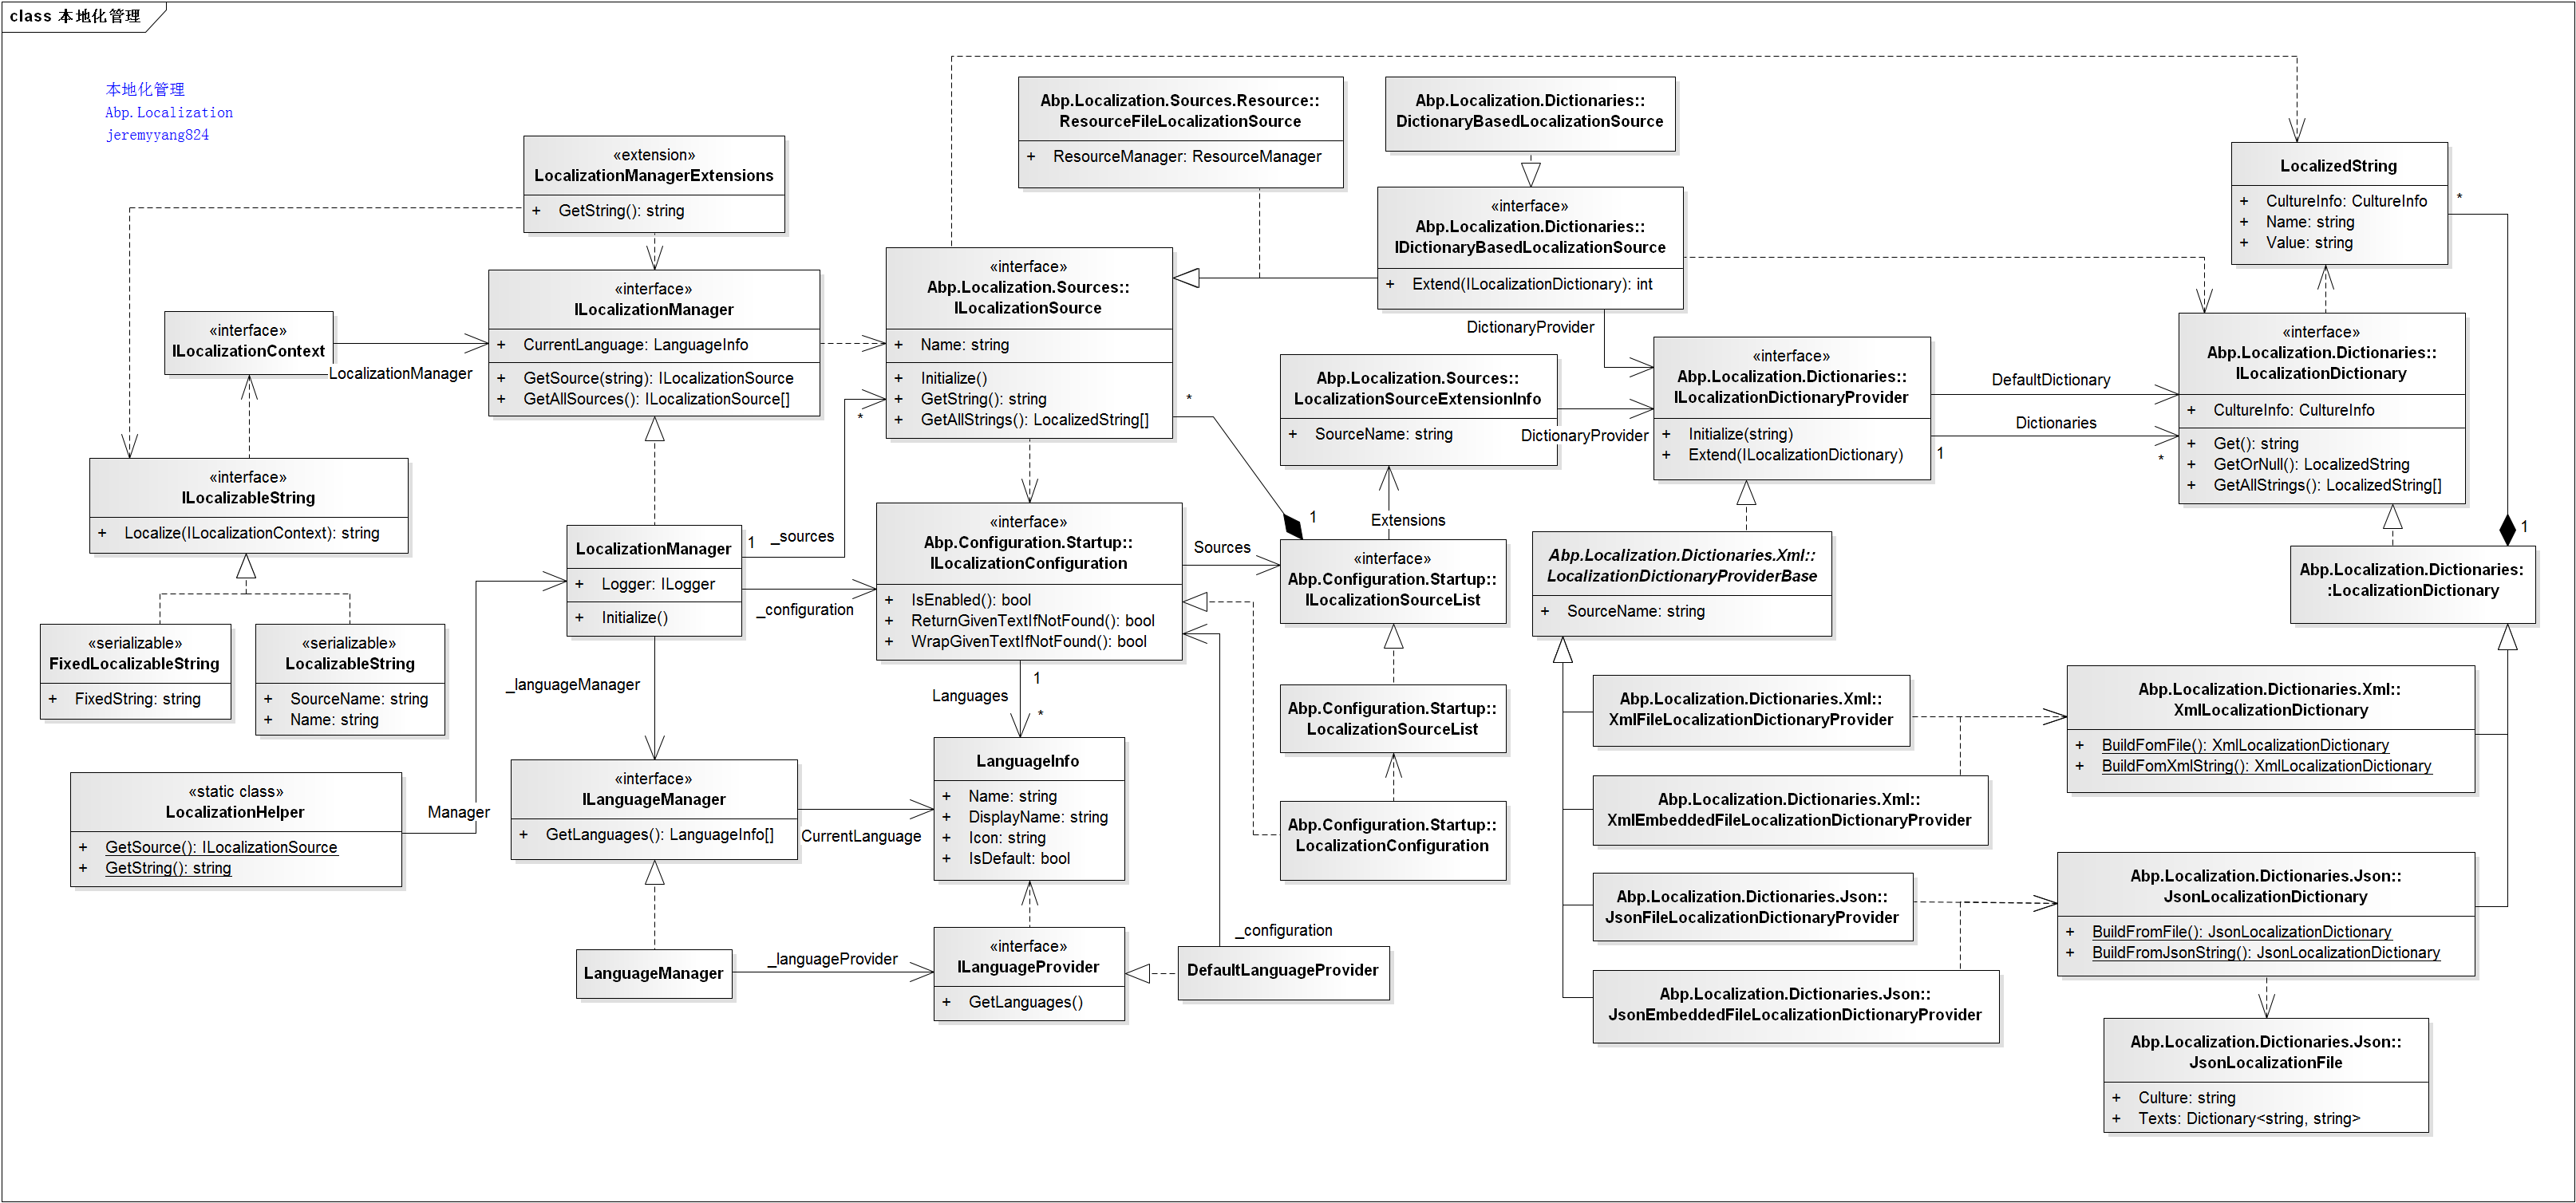 class 本地化管理
本地化管理
Abp.Localization
jeremyyang824
«extension»
LocalizationManagerExtensions
+ GetString(): string
Abp.Localization.Sources.Resource::
ResourceFileLocalizationSource
+ ResourceManager: ResourceManager
Abp.Localization.Dictionaries::
DictionaryBasedLocalizationSource
LocalizedString
+ CultureInfo: CultureInfo
+ Name: string
+ Value: string
*
«interface»
Abp.Localization.Dictionaries::
IDictionaryBasedLocalizationSource
+ Extend(ILocalizationDictionary): int
«interface»
ILocalizationContext
LocalizationManager
«interface»
ILocalizationManager
+ CurrentLanguage: LanguageInfo
+ GetSource(string): ILocalizationSource
+ GetAllSources(): ILocalizationSource[]
«interface»
Abp.Localization.Sources::
ILocalizationSource
+ Name: string
+ Initialize()
+ GetString(): string
+ GetAllStrings(): LocalizedString[]
*
*
DictionaryProvider
Abp.Localization.Sources::
LocalizationSourceExtensionInfo
+ SourceName: string
DictionaryProvider
«interface»
Abp.Localization.Dictionaries::
ILocalizationDictionaryProvider
+ Initialize(string)
+ Extend(ILocalizationDictionary)
DefaultDictionary
Dictionaries
1
*
«interface»
Abp.Localization.Dictionaries::
ILocalizationDictionary
+ CultureInfo: CultureInfo
+ Get(): string
+ GetOrNull(): LocalizedString
+ GetAllStrings(): LocalizedString[]
«interface»
ILocalizableString
+ Localize(ILocalizationContext): string
LocalizationManager
+ Logger: ILogger
+ Initialize()
1
_sources
_configuration
«interface»
Abp.Configuration.Startup::
ILocalizationConfiguration
+ IsEnabled(): bool
+ ReturnGivenTextIfNotFound(): bool
+ WrapGivenTextIfNotFound(): bool
Sources
1
Extensions
«interface»
Abp.Configuration.Startup::
ILocalizationSourceList
Abp.Localization.Dictionaries.Xml::
LocalizationDictionaryProviderBase
+ SourceName: string
1
Abp.Localization.Dictionaries:
:LocalizationDictionary
«serializable»
FixedLocalizableString
+ FixedString: string
«serializable»
LocalizableString
+ SourceName: string
+ Name: string
_languageManager
Languages
1
*
Abp.Configuration.Startup::
LocalizationSourceList
Abp.Localization.Dictionaries.Xml::
XmlFileLocalizationDictionaryProvider
Abp.Localization.Dictionaries.Xml::
XmlLocalizationDictionary
+ BuildFomFile(): XmlLocalizationDictionary
+ BuildFomXmlString(): XmlLocalizationDictionary
«static class»
LocalizationHelper
+ GetSource(): ILocalizationSource
+ GetString(): string
Manager
«interface»
ILanguageManager
+ GetLanguages(): LanguageInfo[]
CurrentLanguage
LanguageInfo
+ Name: string
+ DisplayName: string
+ Icon: string
+ IsDefault: bool
Abp.Configuration.Startup::
LocalizationConfiguration
Abp.Localization.Dictionaries.Xml::
XmlEmbeddedFileLocalizationDictionaryProvider
Abp.Localization.Dictionaries.Json::
JsonFileLocalizationDictionaryProvider
Abp.Localization.Dictionaries.Json::
JsonLocalizationDictionary
+ BuildFromFile(): JsonLocalizationDictionary
+ BuildFromJsonString(): JsonLocalizationDictionary
LanguageManager
_languageProvider
«interface»
ILanguageProvider
+ GetLanguages()
_configuration
DefaultLanguageProvider
Abp.Localization.Dictionaries.Json::
JsonEmbeddedFileLocalizationDictionaryProvider
Abp.Localization.Dictionaries.Json::
JsonLocalizationFile
+ Culture: string
+ Texts: Dictionary<string, string>